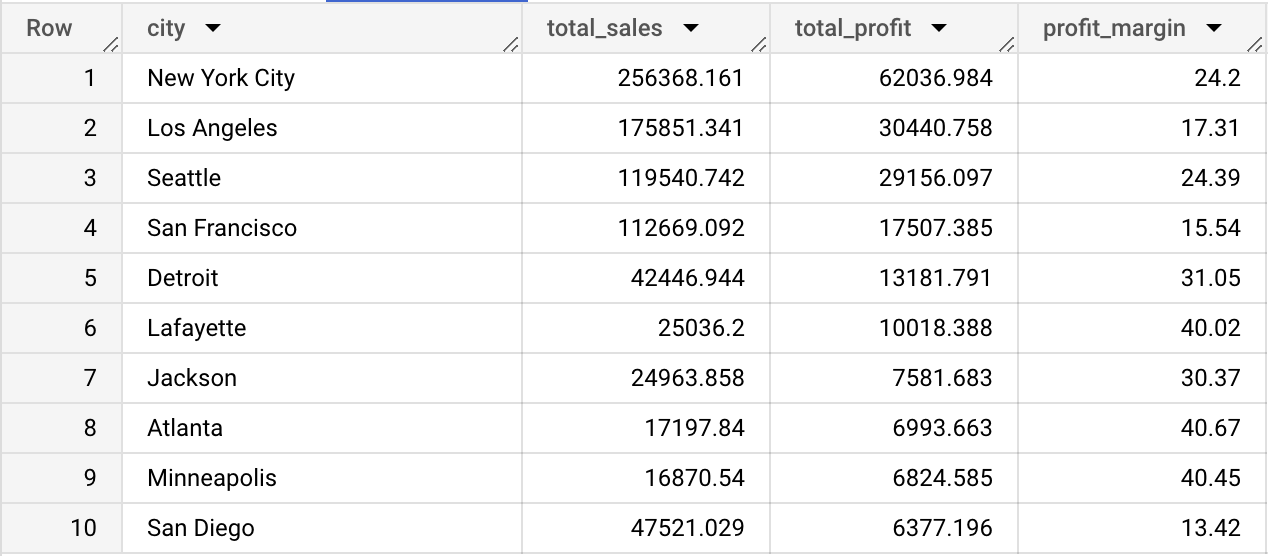 Row city total_sales total_profit profit_margin
1 New York City 256368.161 62036.984 24.2
2 Los Angeles 175851.341 30440.758 17.31
3 Seattle 119540.742 29156.097 24.39
4 San Francisco 112669.092 17507.385 15.54
5 Detroit 42446.944 13181.791 31.05
6 Lafayette 25036.2 10018.388 40.02
7 Jackson 24963.858 7581.683 30.37
8 Atlanta 17197.84 6993.663 40.67
9 Minneapolis 16870.54 6824.585 40.45
10 San Diego 47521.029 6377.196 13.42